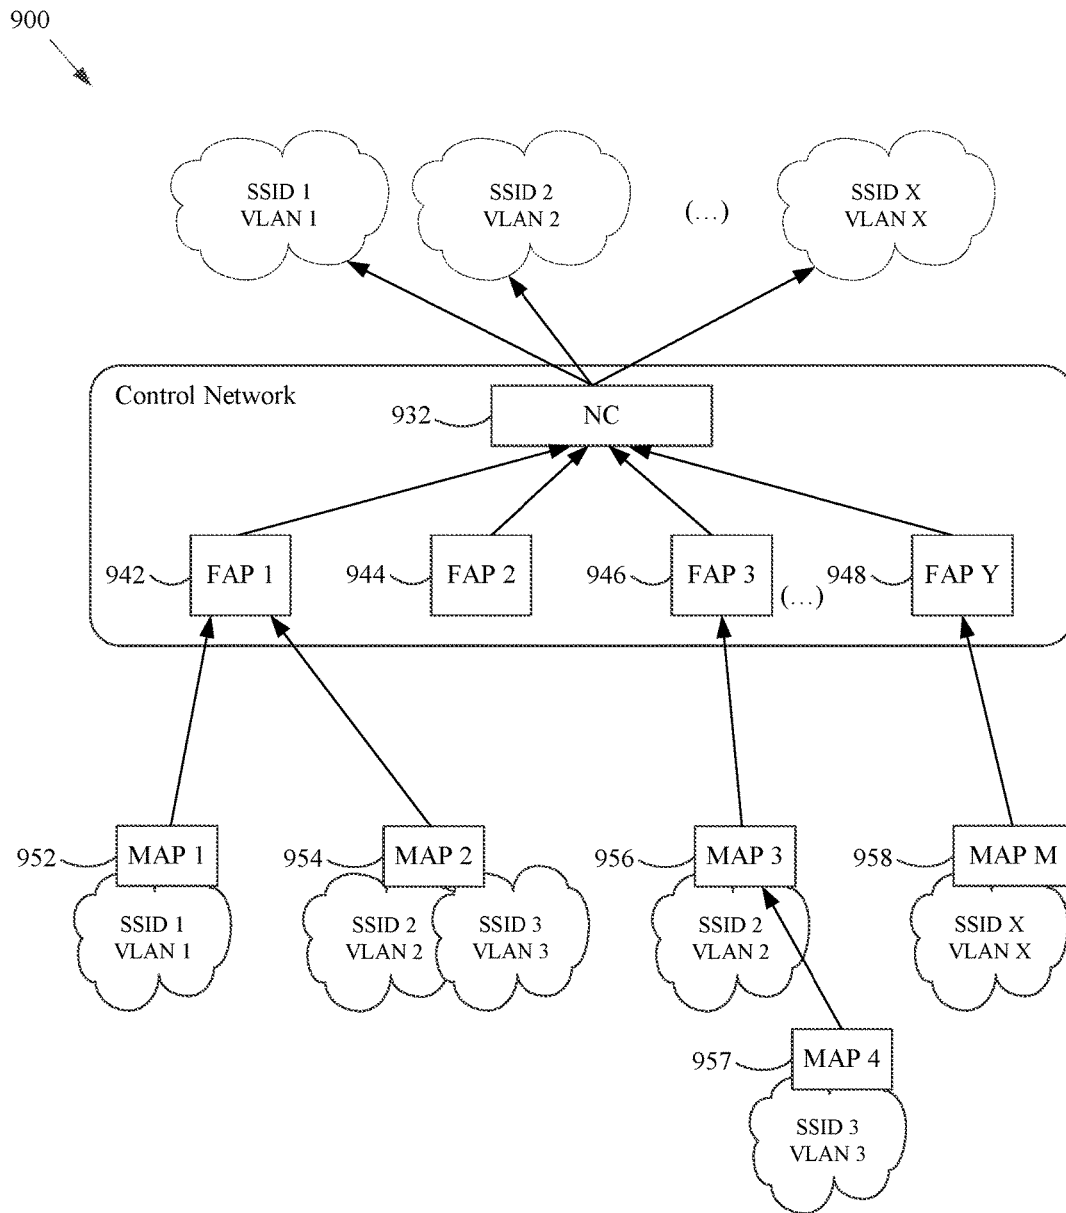 900
SSID 1
VLAN 1
SSID 2
VLAN 2
(...)
SSID X
VLAN X
Control Network
932
NC
942
FAP 1
944
FAP 2
946
FAP 3
(...)
948
FAP Y
952
MAP 1
954
MAP 2
956
MAP 3
958
MAP M
SSID 1
VLAN 1
SSID 2
VLAN 2
SSID 3
VLAN 3
SSID 2
VLAN 2
SSID X
VLAN X
957
MAP 4
SSID 3
VLAN 3